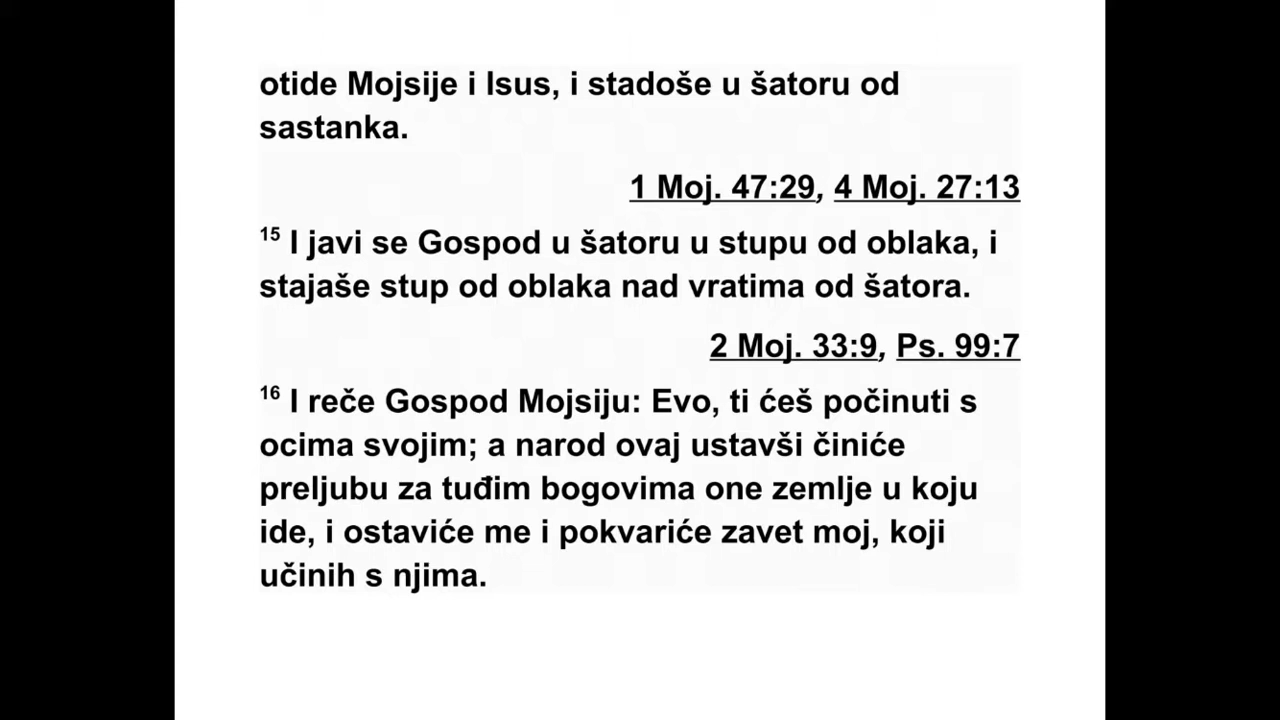 otide Mojsije i Isus, i stadoše u šatoru od
sastanka.
1 Moj. 47:29, 4 Moj. 27:13
15 I javi se Gospod u šatoru u stupu od oblaka, i
stajaše stup od oblaka nad vratima od šatora.
2 Moj. 33:9, Ps. 99:7
16 I reče Gospod Mojsiju: Evo, ti ćeš počinuti s
ocima svojim; a narod ovaj ustavši činiće
preljubu za tuđim bogovima one zemlje u koju
ide, i ostaviće me i pokvariće zavet moj, koji
učinih s njima.